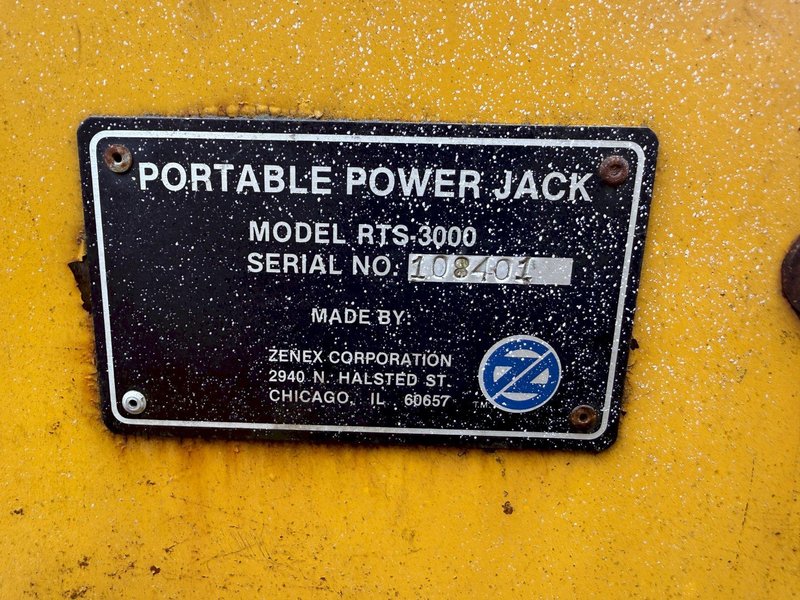 PORTABLE POWER JACK
MODEL RTS-3000
SERIAL NO. 108401
MADE BY:
ZENEX CORPORATION
2940 N. HALSTED ST.
CHICAGO, IL 60657
Z
T.M.